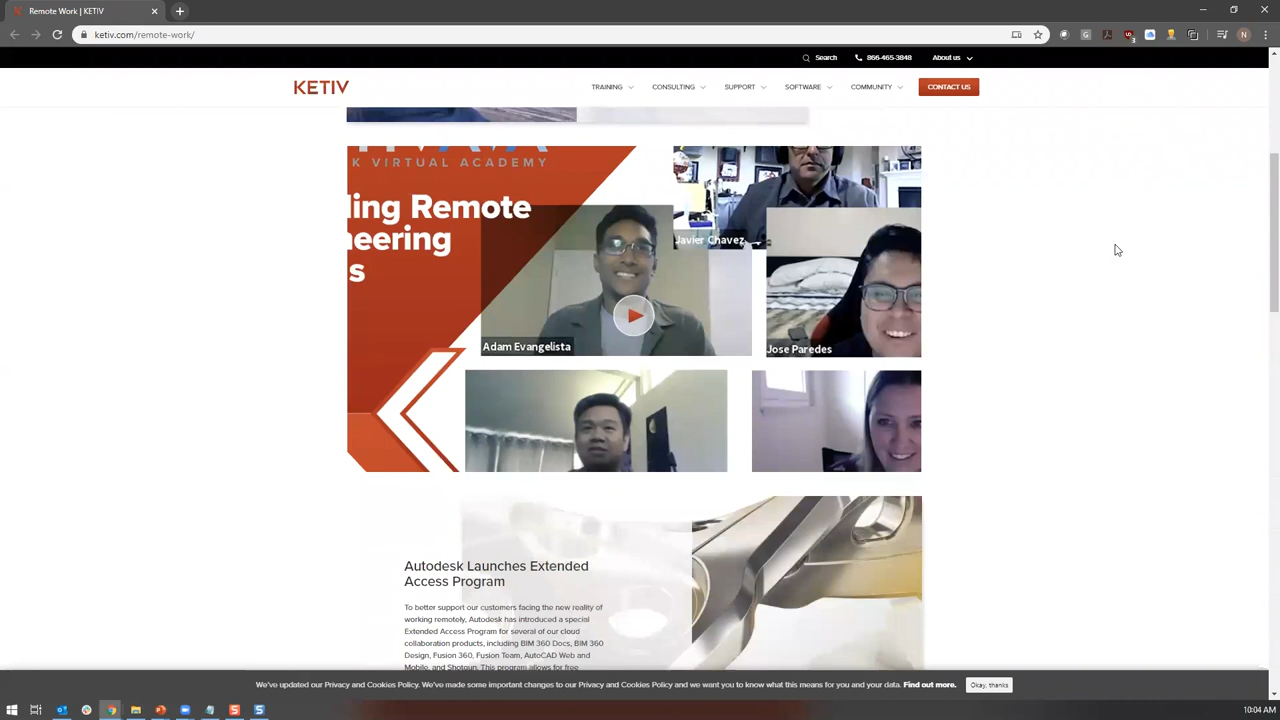 Remote Work | KETIV
ketiv.com/remote-work/
N
Search
866-465-3848
About us
KETIV
TRAINING
CONSULTING
SUPPORT
SOFTWARE
COMMUNITY
CONTACT US
K VIRTUAL ACADEMY
ling Remote
neering
s
Javier Chavez
Adam Evangelista
Jose Paredes
Autodesk Launches Extended
Access Program
To better support our customers facing the new reality of
working remotely, Autodesk has introduced a special
Extended Access Program for several of our cloud
collaboration products, including BIM 360 Docs, BIM 360
Design, Fusion 360, Fusion Team, AutoCAD Web and
Mobile, and Shotgun. This program allows for free
We've updated our Privacy and Cookies Policy. We've made some important changes to our Privacy and Cookies Policy and we want you to know what this means for you and your data. Find out more.
Okay, thanks
10:04 AM